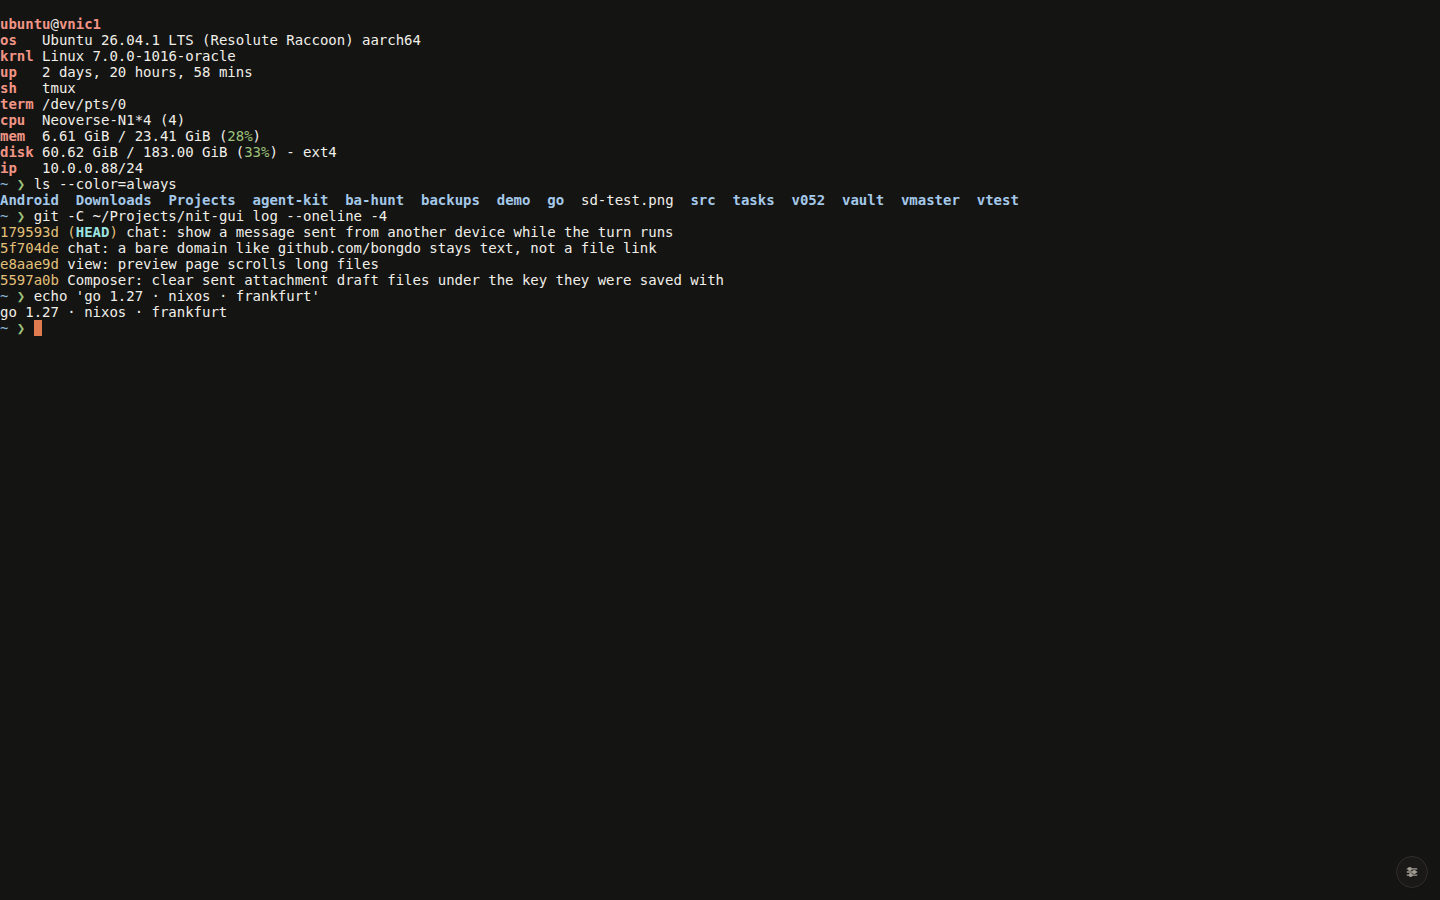 ubuntu@vnic1
os   Ubuntu 26.04.1 LTS (Resolute Raccoon) aarch64
krnl Linux 7.0.0-1016-oracle
up   2 days, 20 hours, 58 mins
sh   tmux
term /dev/pts/0
cpu  Neoverse-N1*4 (4)
mem  6.61 GiB / 23.41 GiB (28%)
disk 60.62 GiB / 183.00 GiB (33%) - ext4
ip   10.0.0.88/24
~ ❯ ls --color=always
Android  Downloads  Projects  agent-kit  ba-hunt  backups  demo  go  sd-test.png  src  tasks  v052  vault  vmaster  vtest
~ ❯ git -C ~/Projects/nit-gui log --oneline -4
179593d (HEAD) chat: show a message sent from another device while the turn runs
5f704de chat: a bare domain like github.com/bongdo stays text, not a file link
e8aae9d view: preview page scrolls long files
5597a0b Composer: clear sent attachment draft files under the key they were saved with
~ ❯ echo 'go 1.27 · nixos · frankfurt'
go 1.27 · nixos · frankfurt
~ ❯